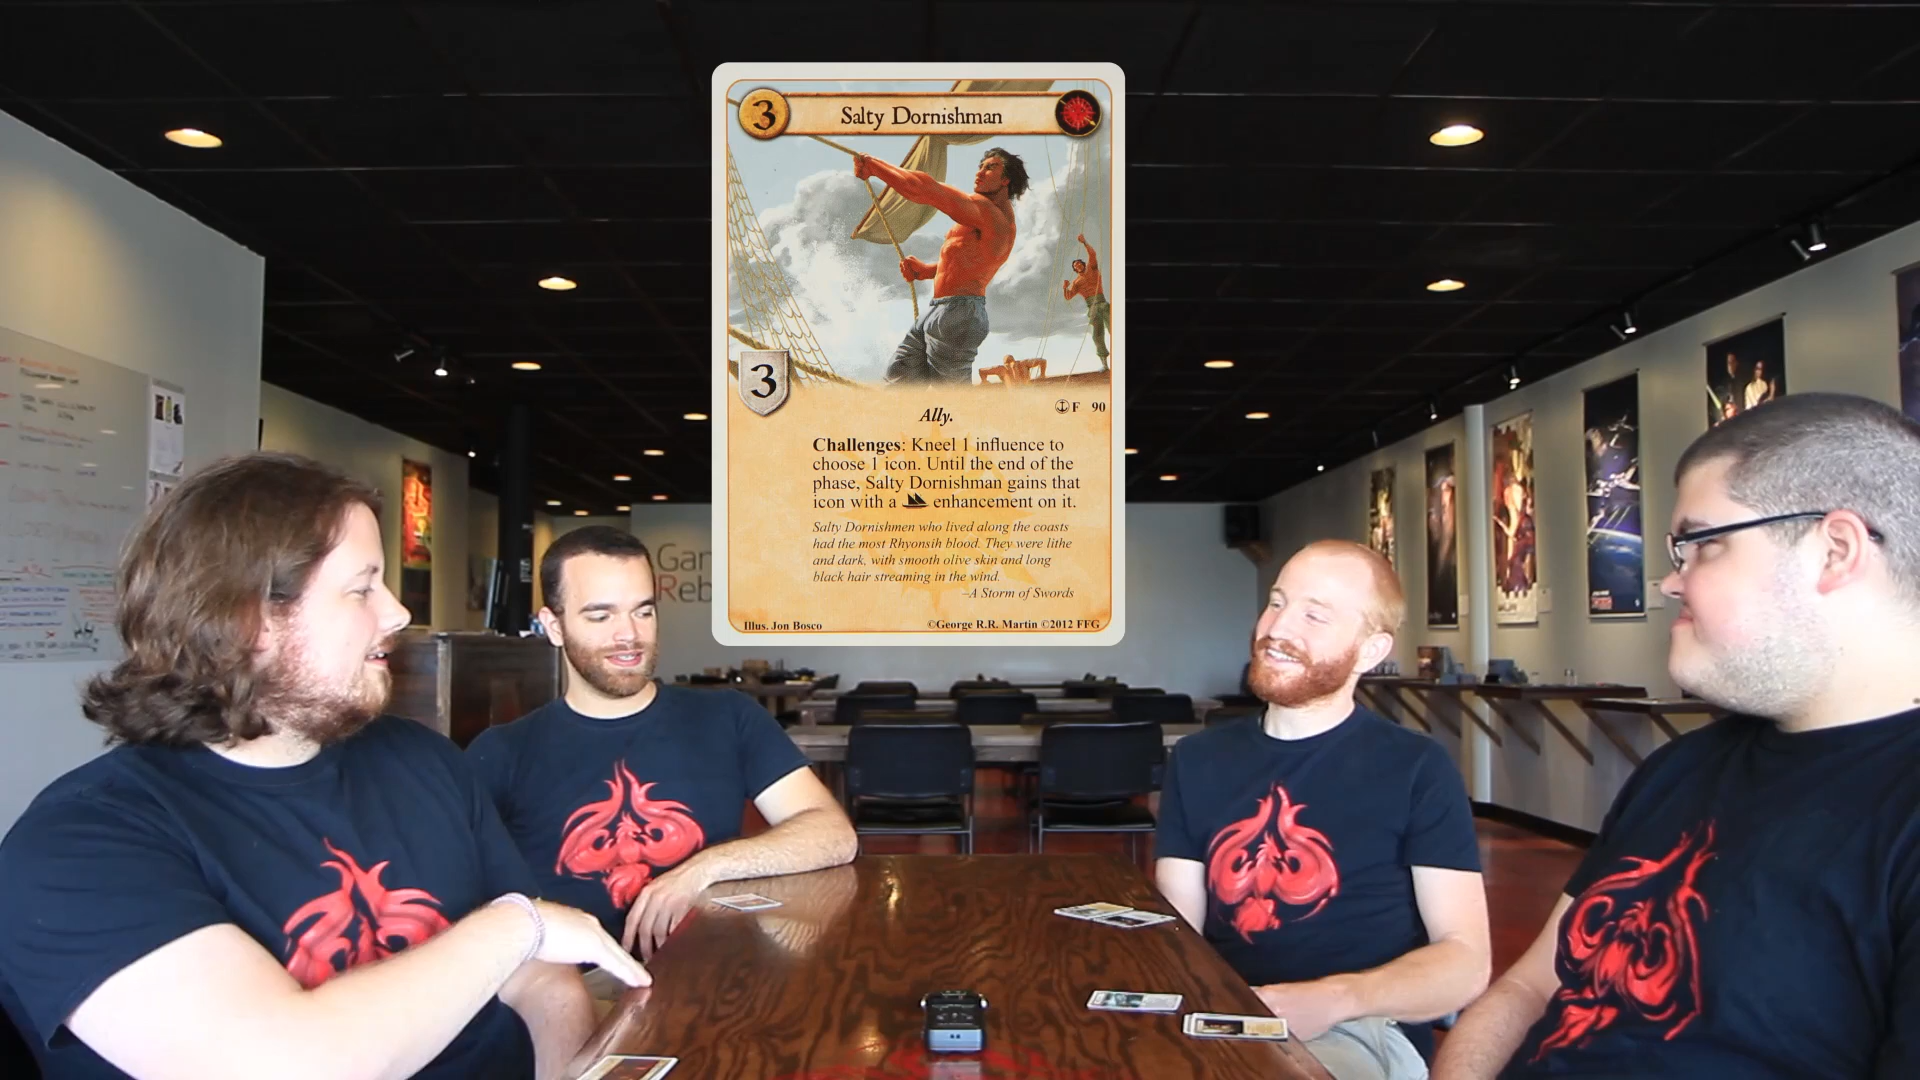 3
Salty Dornishman
3
F 90
Ally.
Challenges: Kneel 1 influence to
choose 1 icon. Until the end of the
phase, Salty Dornishman gains that
icon with a enhancement on it.
Salty Dornishmen who lived along the coasts
had the most Rhyonsih blood. They were lithe
and dark, with smooth olive skin and long
black hair streaming in the wind.
–A Storm of Swords
Illus. Jon Bosco
©George R.R. Martin ©2012 FFG
Gam
Reb